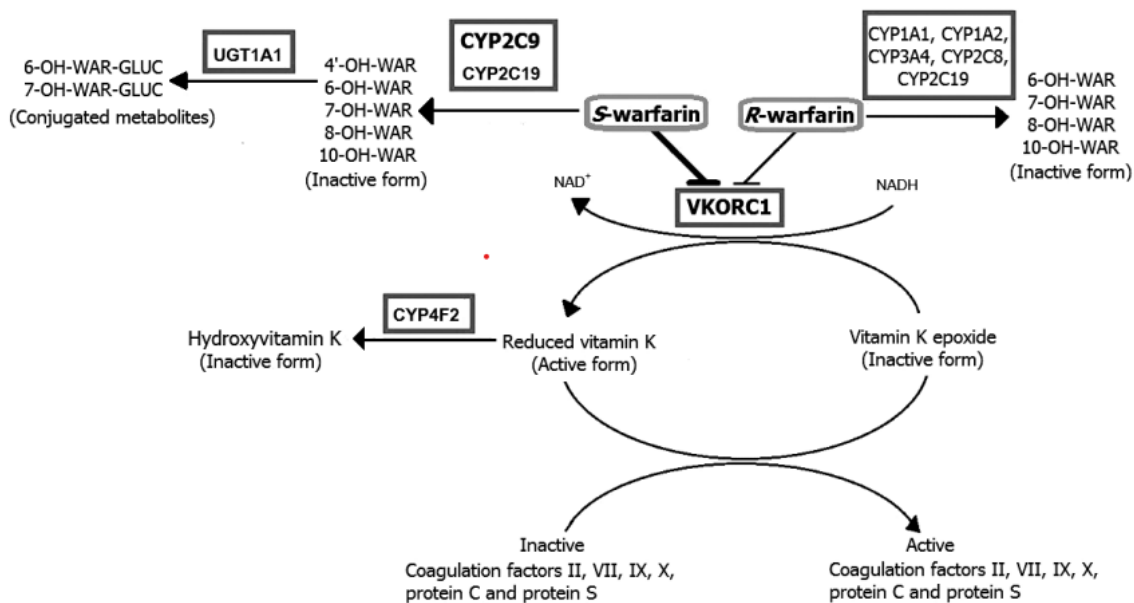 UGT1A1
6-OH-WAR-GLUC
7-OH-WAR-GLUC
(Conjugated metabolites)
CYP2C9
CYP2C19
4'-OH-WAR
6-OH-WAR
7-OH-WAR
8-OH-WAR
10-OH-WAR
(Inactive form)
S-warfarin
R-warfarin
CYP1A1, CYP1A2,
CYP3A4, CYP2C8,
CYP2C19
6-OH-WAR
7-OH-WAR
8-OH-WAR
10-OH-WAR
(Inactive form)
NAD+
VKORC1
NADH
CYP4F2
Hydroxyvitamin K
(Inactive form)
Reduced vitamin K
(Active form)
Vitamin K epoxide
(Inactive form)
Inactive
Coagulation factors II, VII, IX, X,
protein C and protein S
Active
Coagulation factors II, VII, IX, X,
protein C and protein S